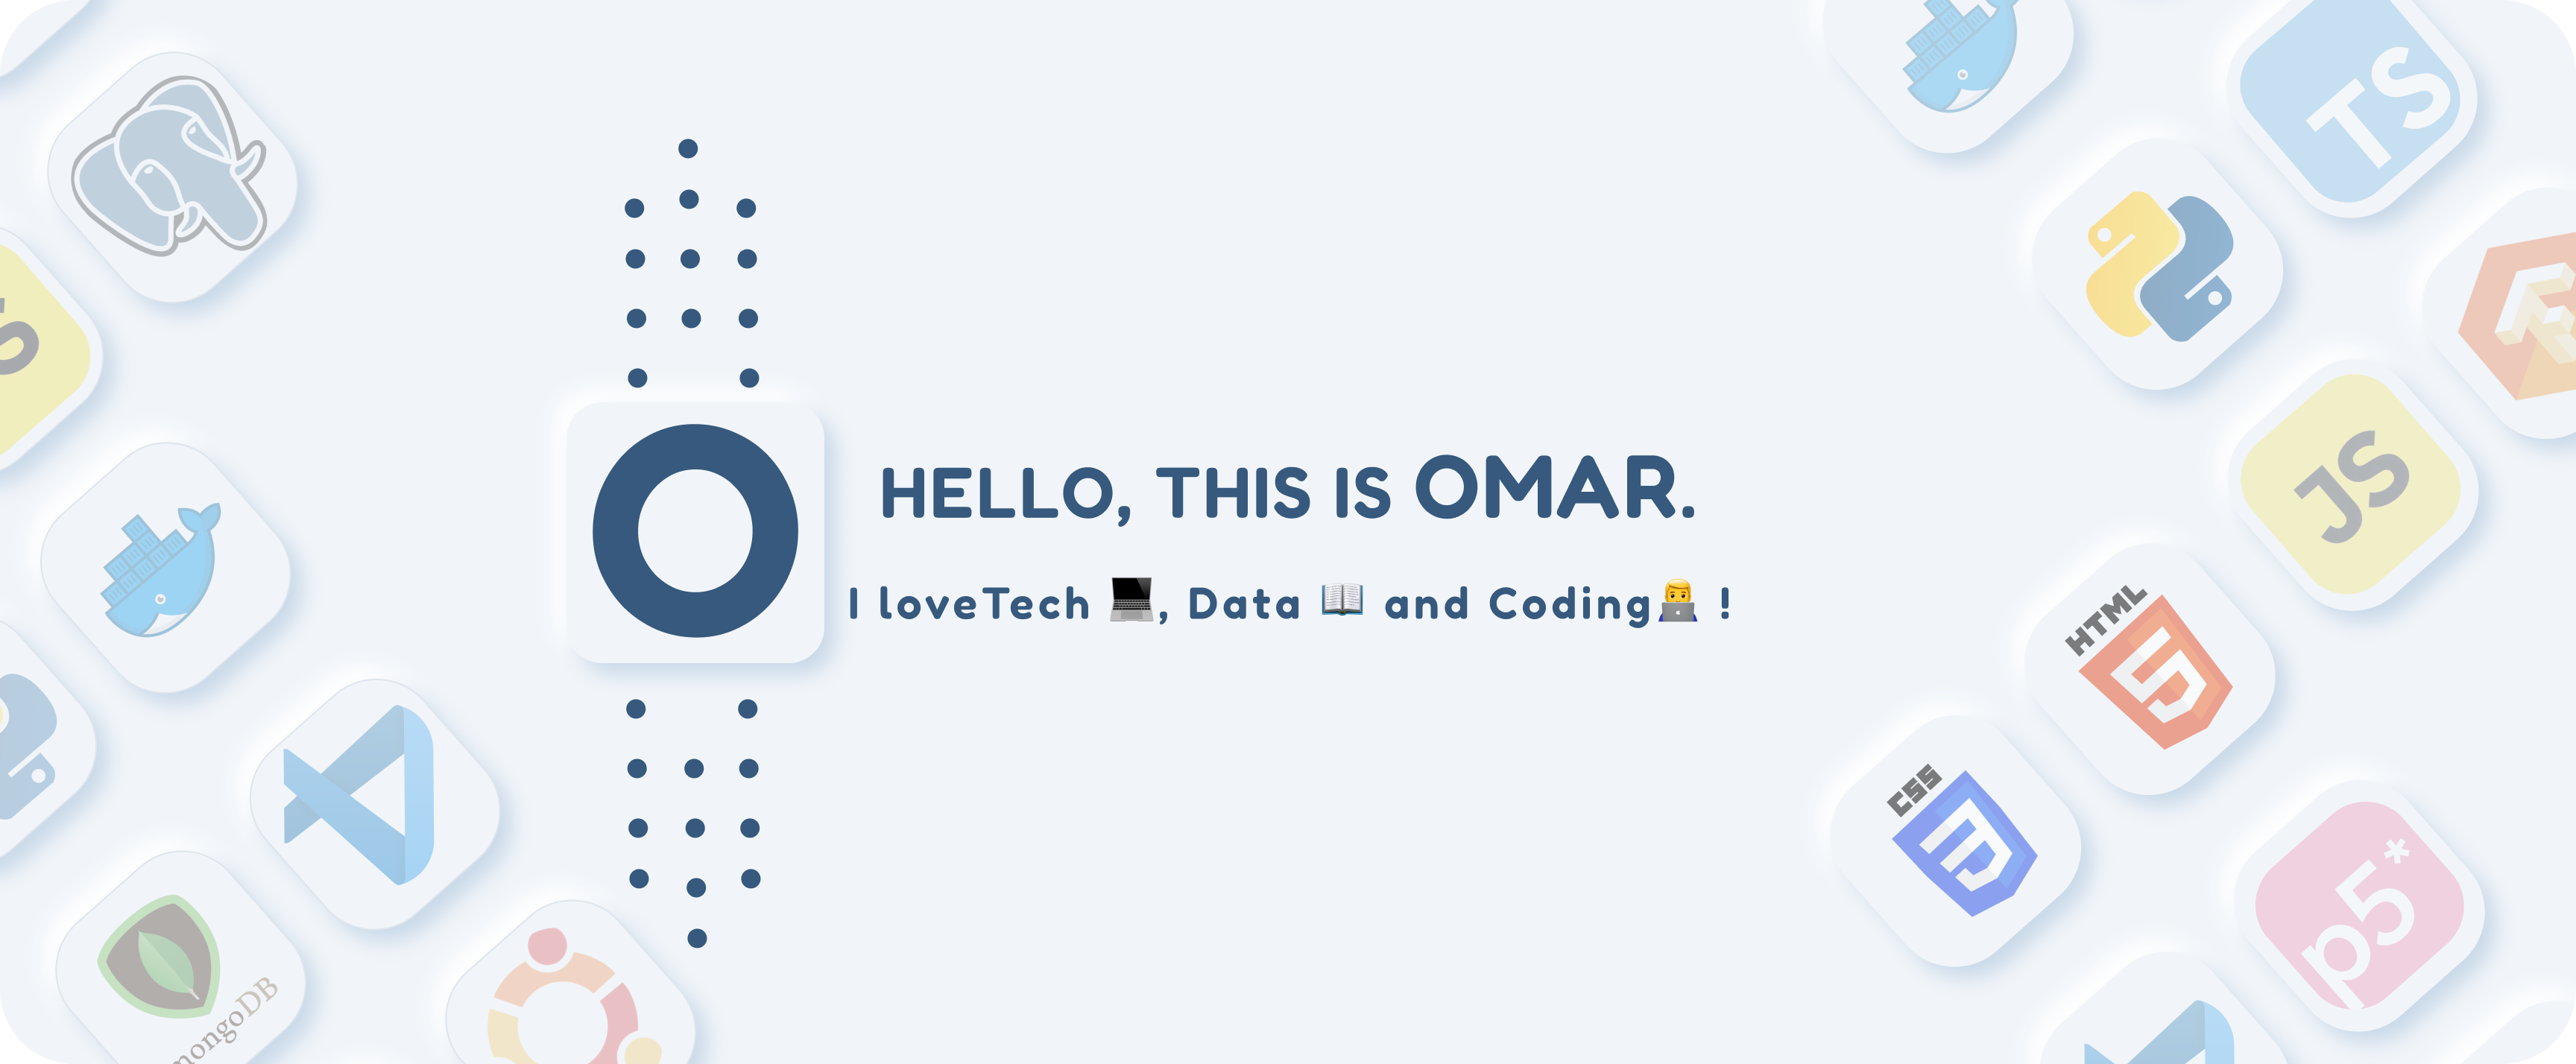 TS
JS
O
HELLO, THIS IS OMAR.
I loveTech 💻, Data 📖 and Coding👨‍💻 !
HTML
CSS
p5*
mongoDB